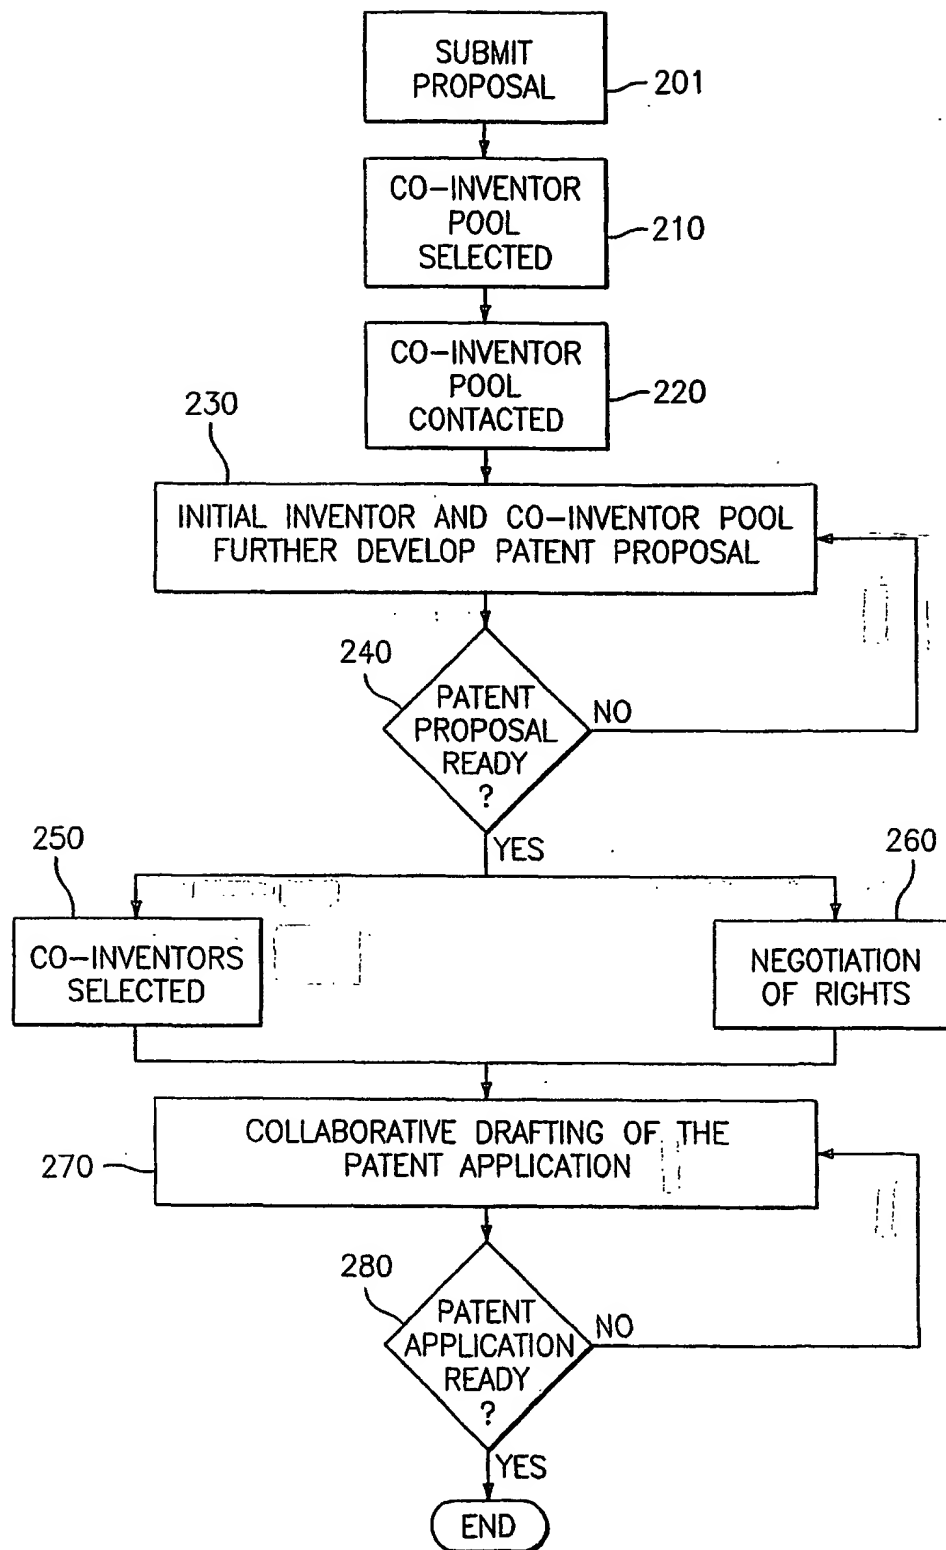 SUBMIT
PROPOSAL
201
CO-INVENTOR
POOL
SELECTED
210
CO-INVENTOR
POOL
CONTACTED
220
230
INITIAL INVENTOR AND CO-INVENTOR POOL
FURTHER DEVELOP PATENT PROPOSAL
240
PATENT
PROPOSAL
READY
?
NO
YES
250
260
CO-INVENTORS
SELECTED
NEGOTIATION
OF RIGHTS
COLLABORATIVE DRAFTING OF THE
PATENT APPLICATION
270
280
PATENT
APPLICATION
READY
?
NO
YES
END